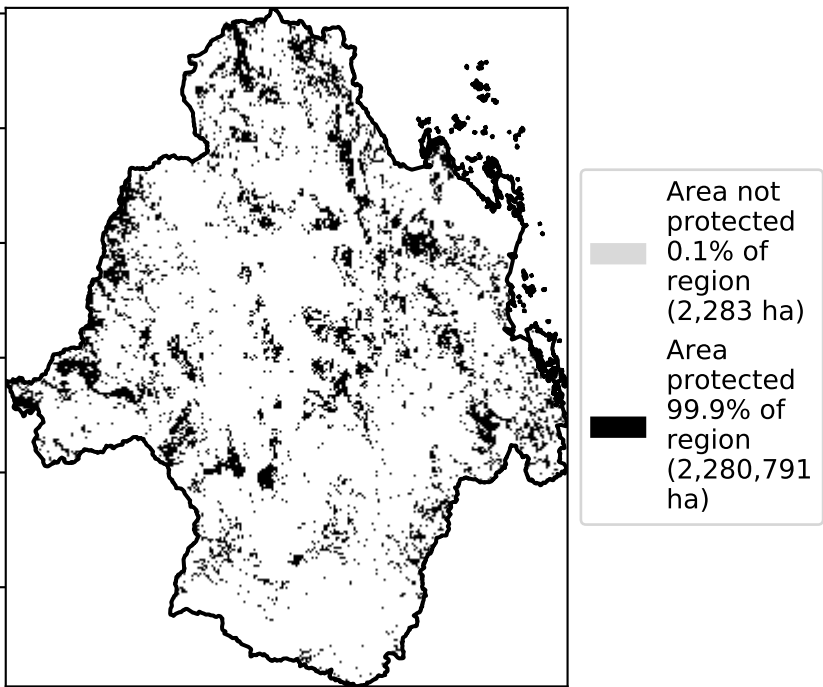 Area not
protected
0.1% of
region
(2,283 ha)
Area
protected
99.9% of
region
(2,280,791
ha)